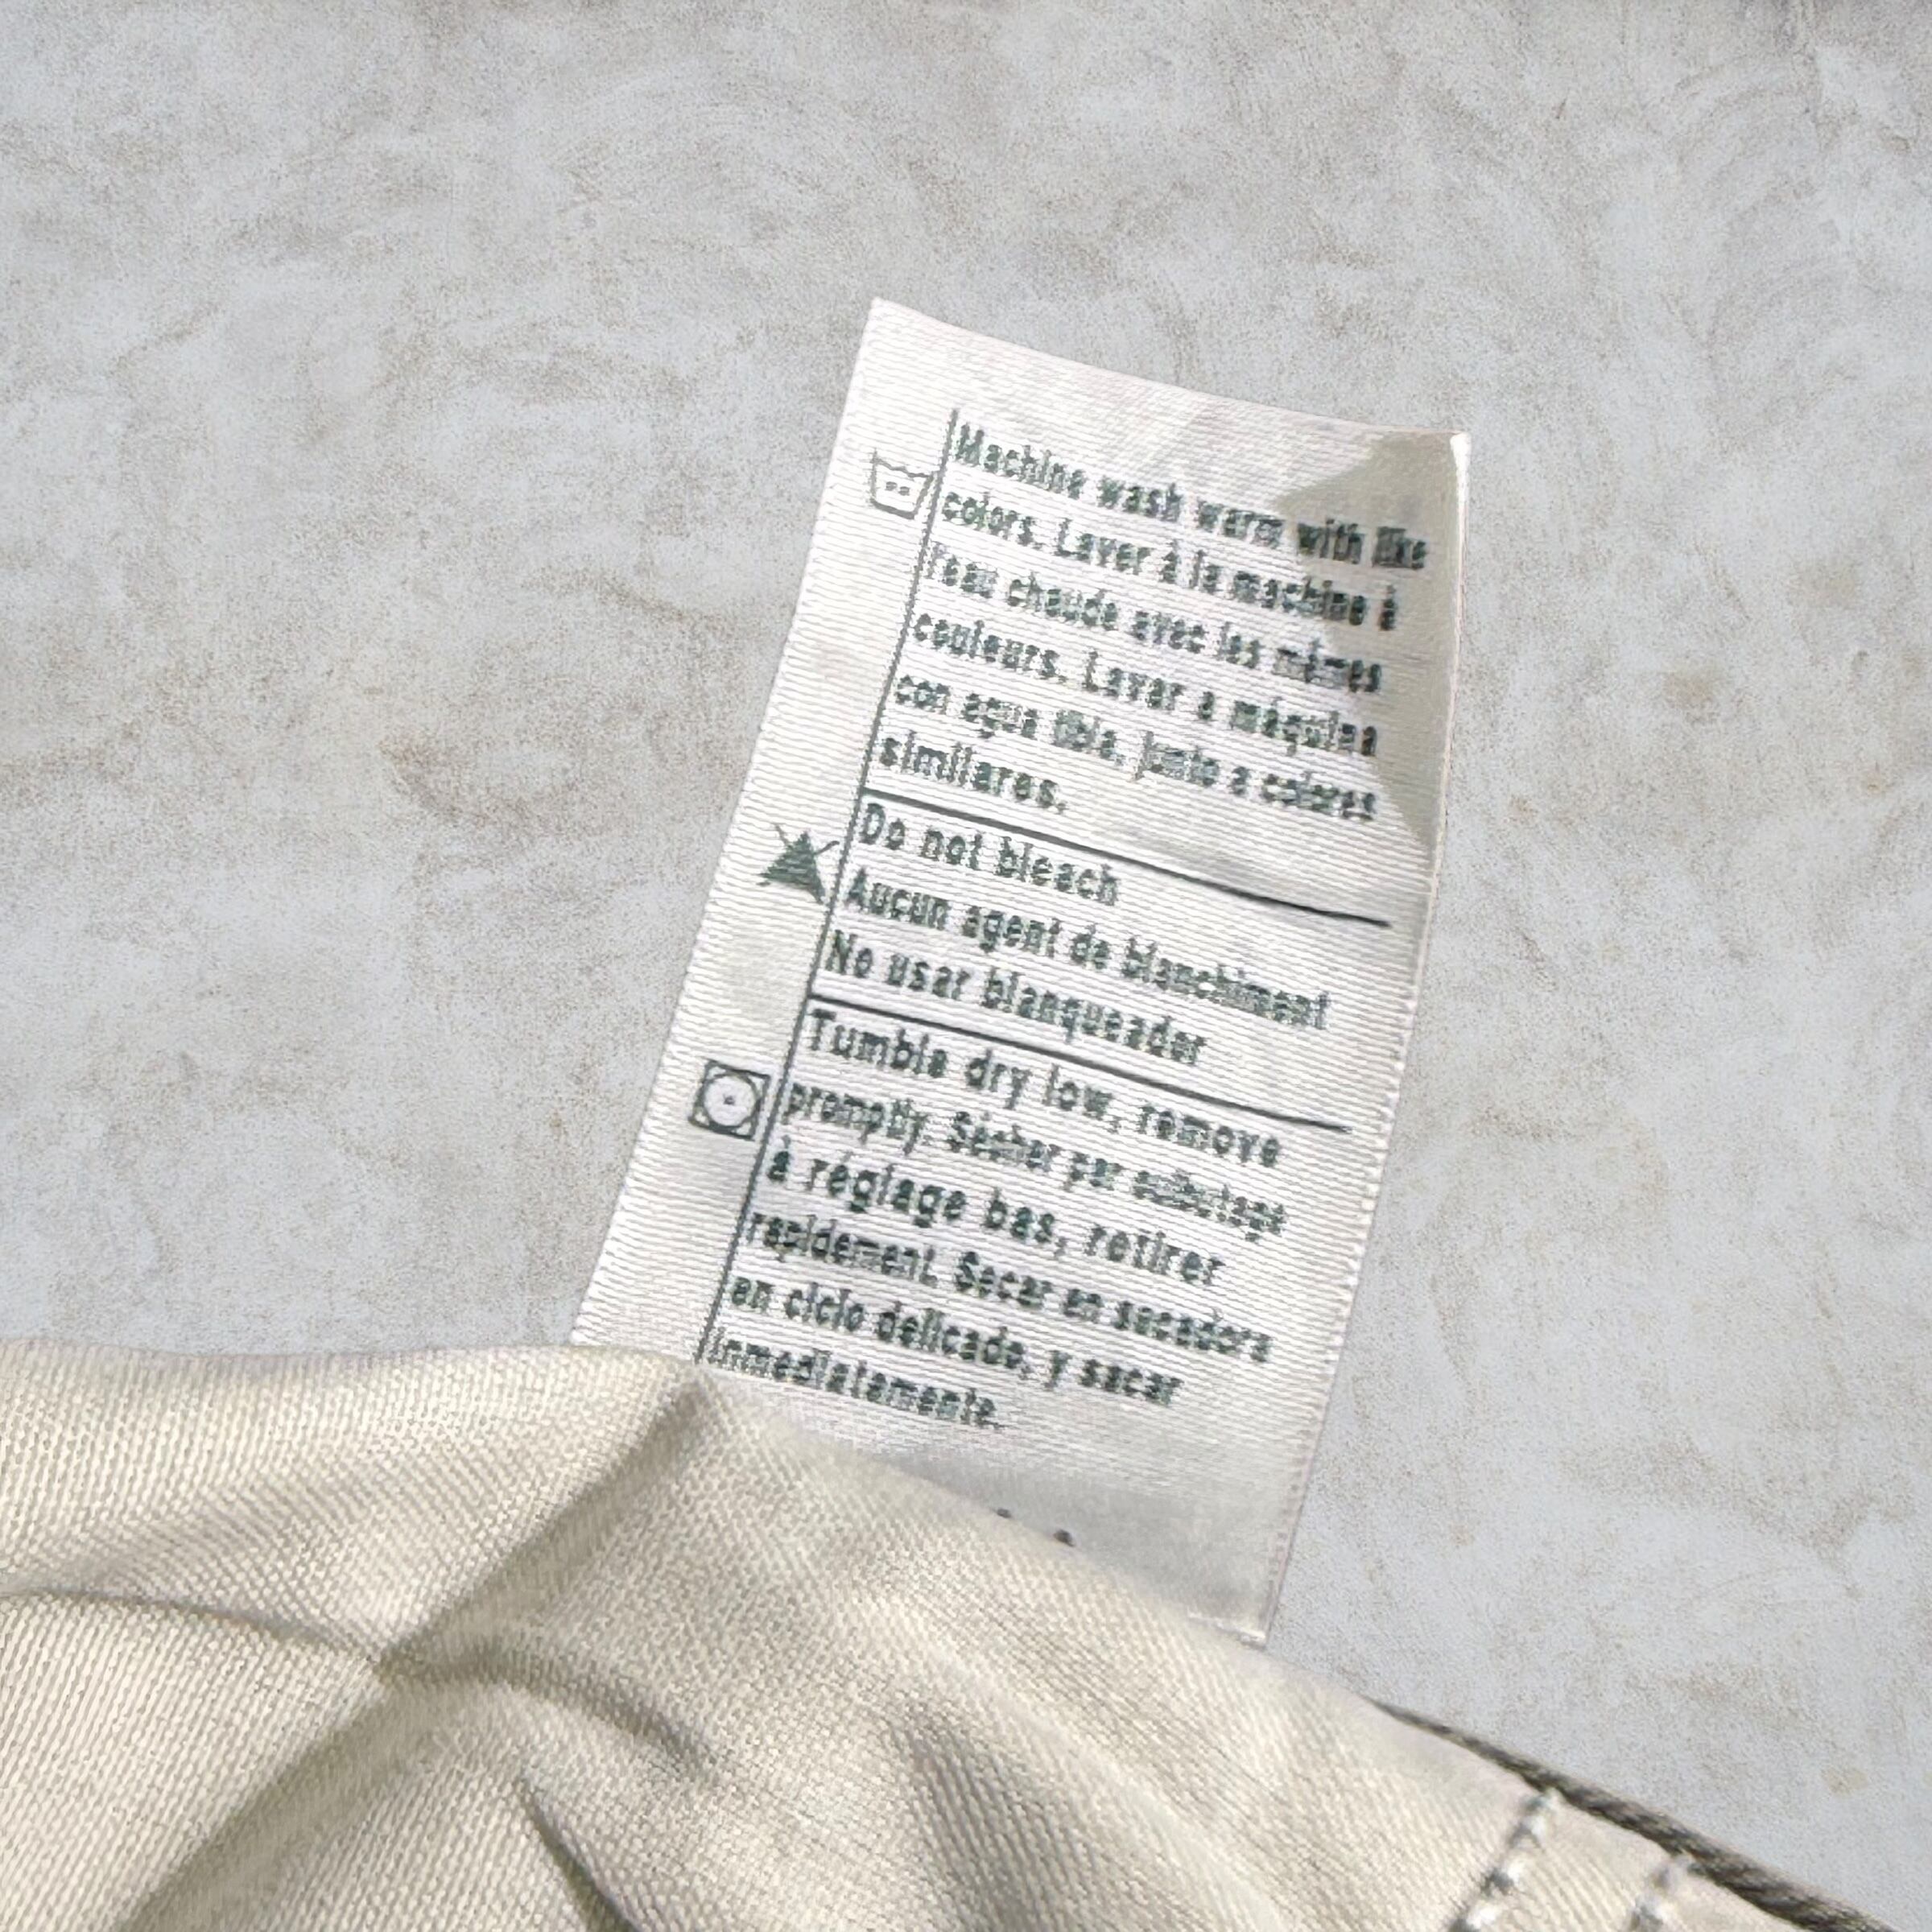 Machine wash warm with like
colors. Laver à la machine à
l'eau chaude avec les mêmes
couleurs. Lavar a máquina
con agua tibia, junto a colores
similares.
Do not bleach
Aucun agent de blanchiment
No usar blanqueador
Tumble dry low, remove
promptly. Sécher par culbutage
à réglage bas, retirer
rapidement. Secar en secadora
en ciclo delicado, y sacar
inmediatamente.